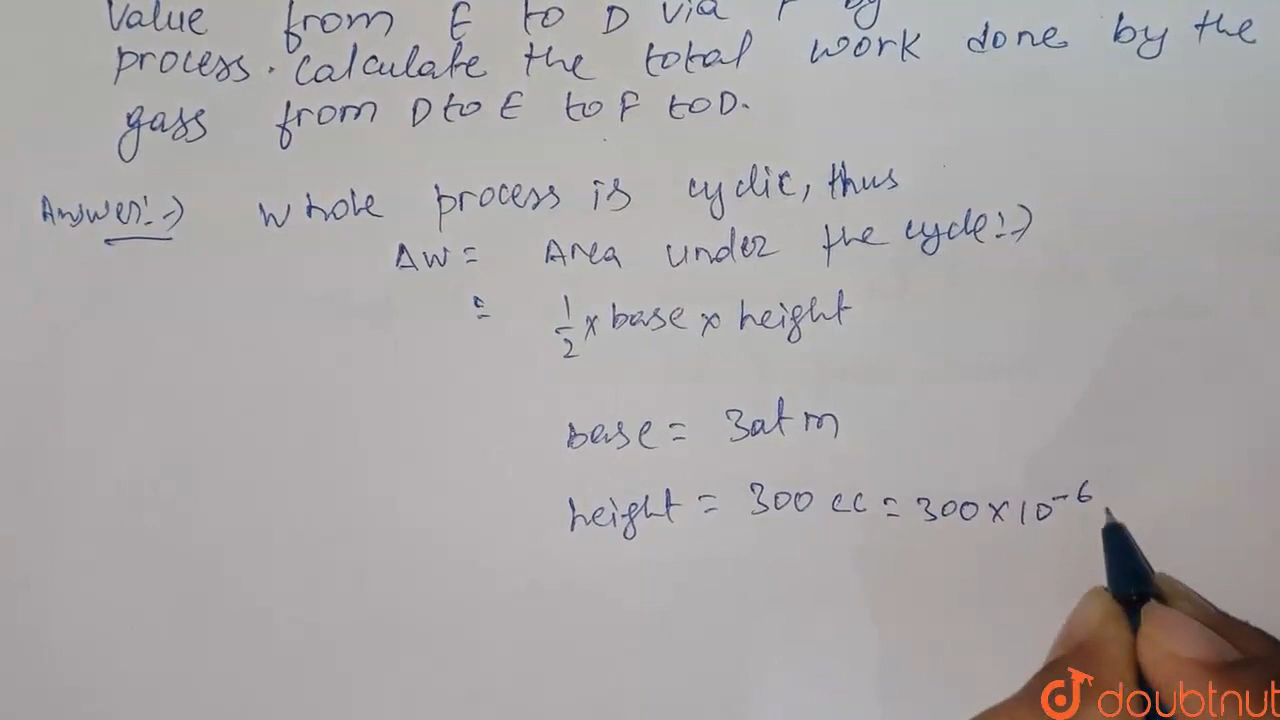 Value from E to D via F by
process. Calculate the total work done by the
gass from D to E to F to D.
Answer:-) whole process is cyclic, thus
ΔW = Area under the cycle:-)
= 1/2 x base x height
base = 3atm
height = 300 cc = 300 x 10^-6
doubtnut